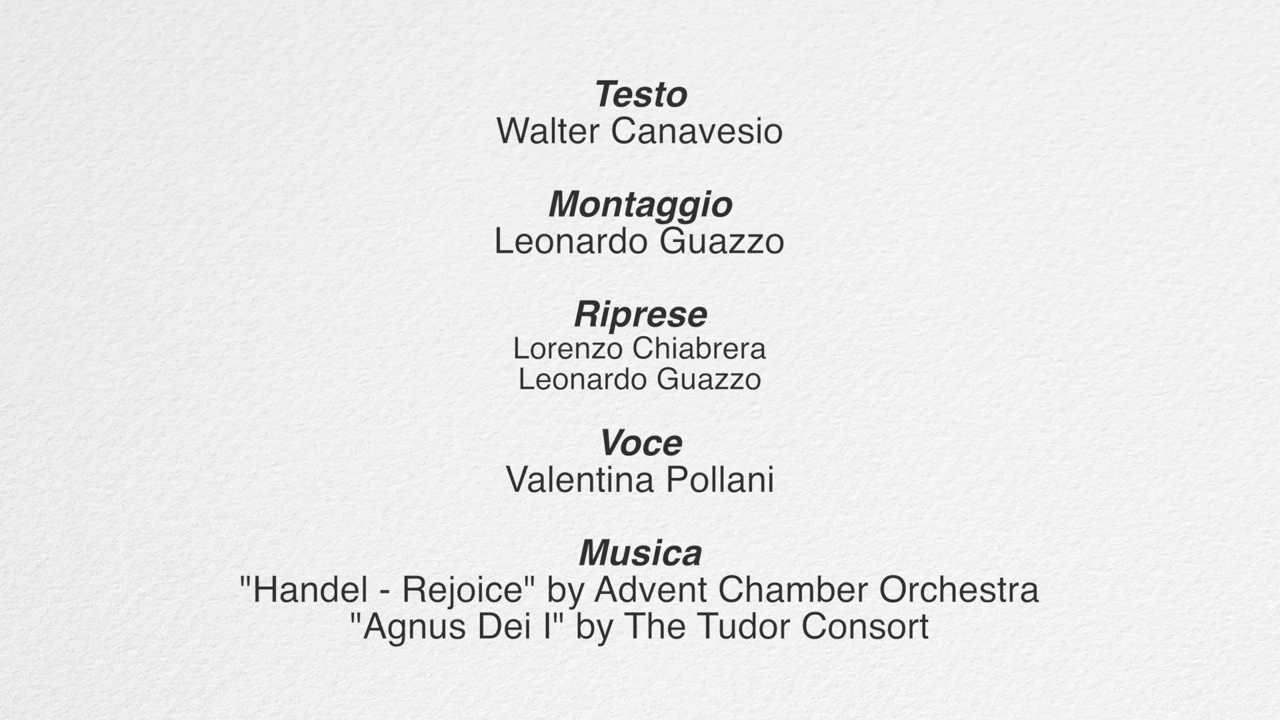 Testo
Walter Canavesio
Montaggio
Leonardo Guazzo
Riprese
Lorenzo Chiabrera
Leonardo Guazzo
Voce
Valentina Pollani
Musica
"Handel - Rejoice" by Advent Chamber Orchestra
"Agnus Dei I" by The Tudor Consort